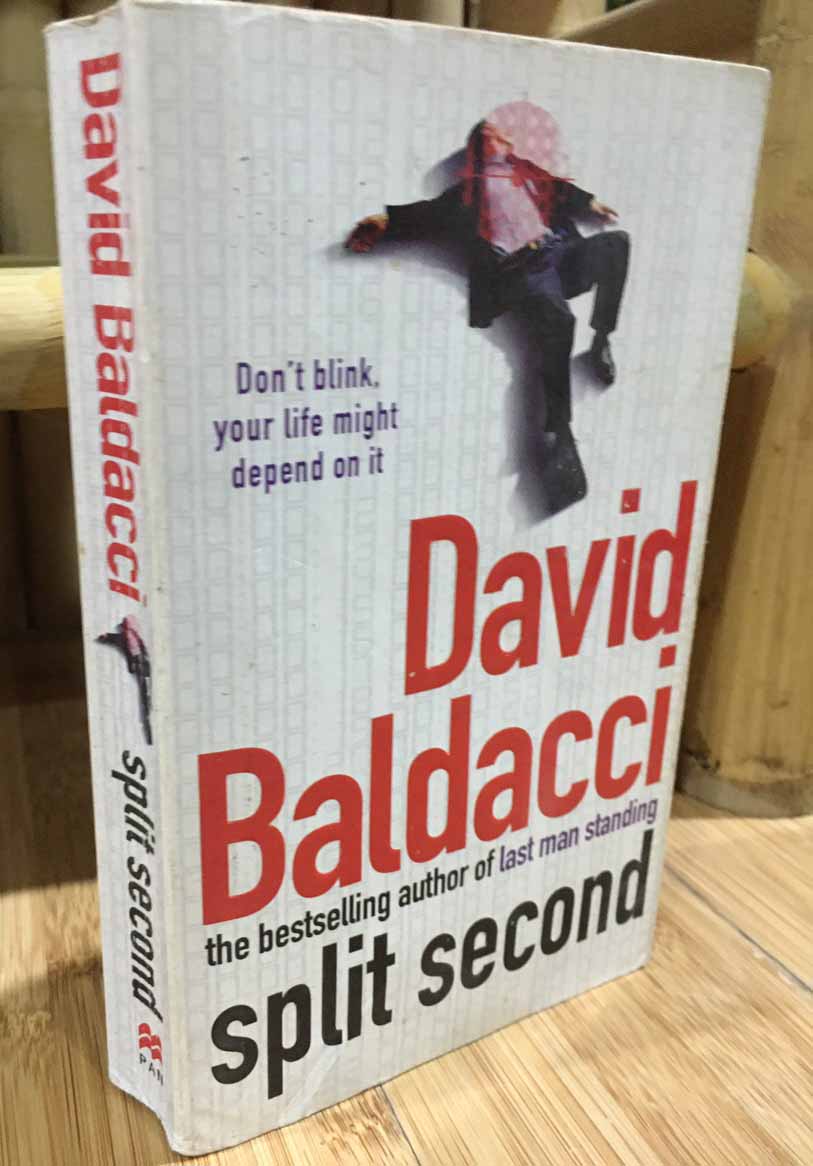 David Baldacci
split second
PAN
Don't blink,
your life might
depend on it
David
Baldacci
the bestselling author of last man standing
split second